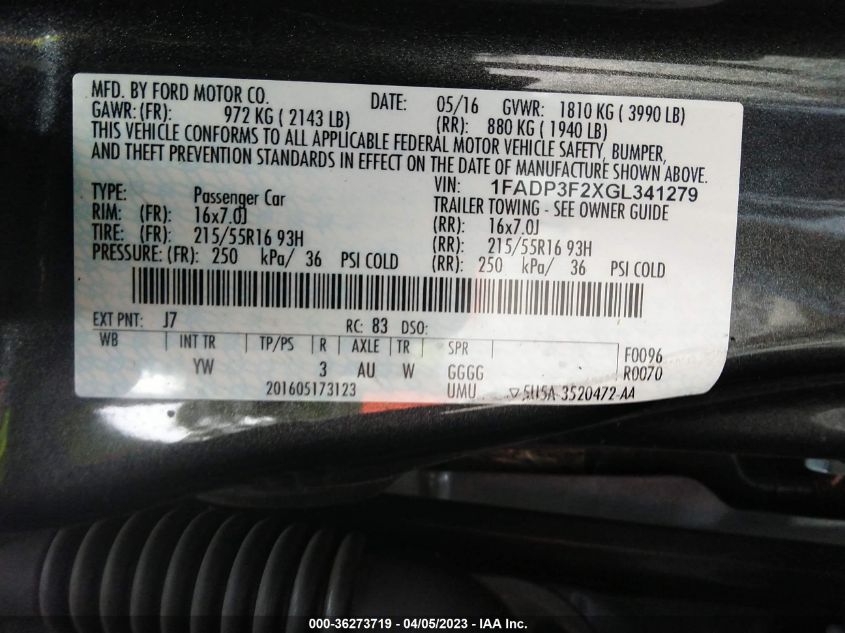 MFD. BY FORD MOTOR CO. DATE: 05/16 GVWR: 1810 KG ( 3990 LB)
GAWR: (FR): 972 KG ( 2143 LB) (RR): 880 KG ( 1940 LB)
THIS VEHICLE CONFORMS TO ALL APPLICABLE FEDERAL MOTOR VEHICLE SAFETY, BUMPER,
AND THEFT PREVENTION STANDARDS IN EFFECT ON THE DATE OF MANUFACTURE SHOWN ABOVE.
VIN: 1FADP3F2XGL341279
TYPE: Passenger Car TRAILER TOWING - SEE OWNER GUIDE
RIM: (FR): 16x7.0J (RR): 16x7.0J
TIRE: (FR): 215/55R16 93H (RR): 215/55R16 93H
PRESSURE: (FR): 250 kPa/ 36 PSI COLD (RR): 250 kPa/ 36 PSI COLD
EXT PNT: J7 RC: 83 DSO:
WB INT TR TP/PS R AXLE TR SPR F0096
YW 3 AU W GGGG R0070
201605173123 UMU 3520472-AA
000-36273719 - 04/05/2023 - IAA Inc.